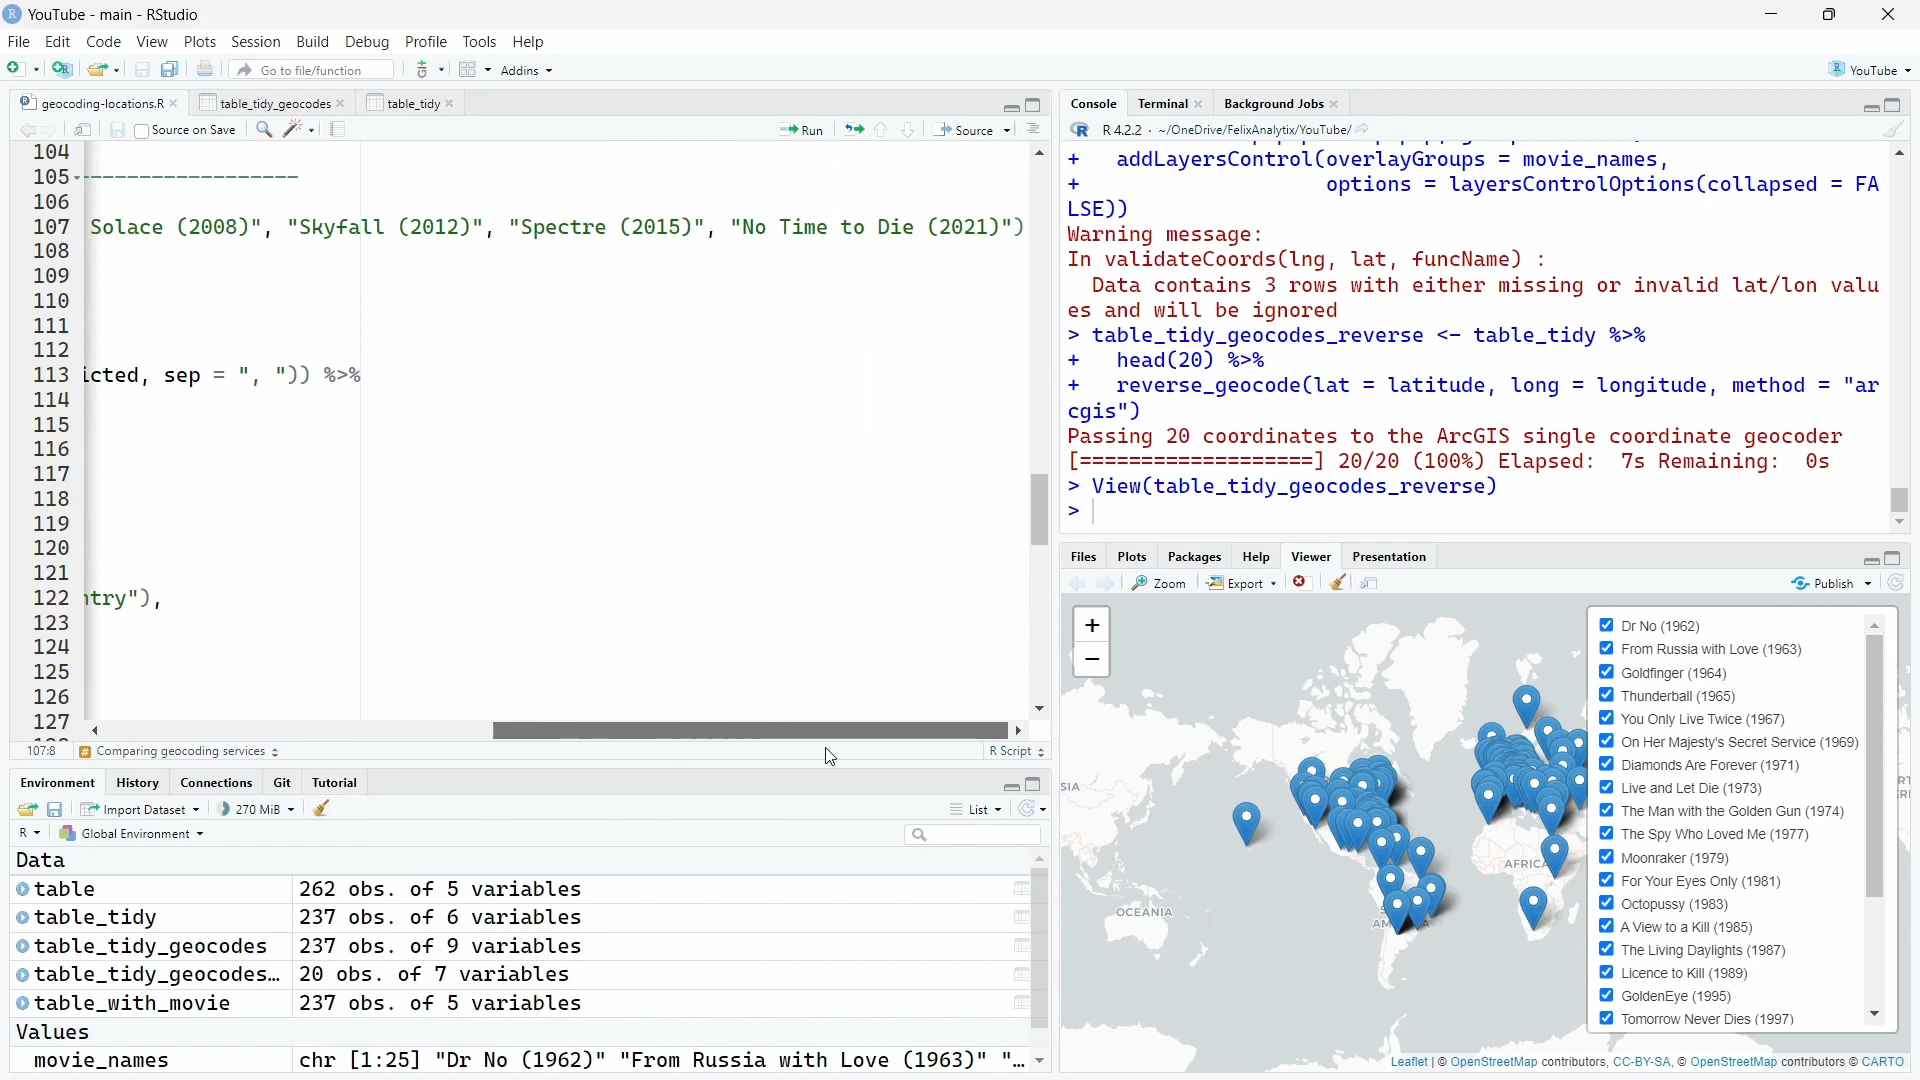 YouTube - main - RStudio
File Edit Code View Plots Session Build Debug Profile Tools Help
Go to file/function Addins YouTube
geocoding-locations.R table_tidy_geocodes table_tidy
Source on Save Run Source
104
105 ------------------
106
107 Solace (2008)", "Skyfall (2012)", "Spectre (2015)", "No Time to Die (2021)")
108
109
110
111
112
113 icted, sep = ", ")) %>%
114
115
116
117
118
119
120
121
122 ntry"),
123
124
125
126
127
107:8 Comparing geocoding services R Script
Environment History Connections Git Tutorial
Import Dataset 270 MiB List
R Global Environment
Data
table 262 obs. of 5 variables
table_tidy 237 obs. of 6 variables
table_tidy_geocodes 237 obs. of 9 variables
table_tidy_geocodes… 20 obs. of 7 variables
table_with_movie 237 obs. of 5 variables
Values
movie_names chr [1:25] "Dr No (1962)" "From Russia with Love (1963)" "…
Console Terminal Background Jobs
R 4.2.2 · ~/OneDrive/FelixAnalytix/YouTube/
+ addLayersControl(overlayGroups = movie_names,
+ options = layersControlOptions(collapsed = FA
LSE))
Warning message:
In validateCoords(lng, lat, funcName) :
Data contains 3 rows with either missing or invalid lat/lon valu
es and will be ignored
> table_tidy_geocodes_reverse <- table_tidy %>%
+ head(20) %>%
+ reverse_geocode(lat = latitude, long = longitude, method = "ar
cgis")
Passing 20 coordinates to the ArcGIS single coordinate geocoder
[===================] 20/20 (100%) Elapsed: 7s Remaining: 0s
> View(table_tidy_geocodes_reverse)
>
Files Plots Packages Help Viewer Presentation
Zoom Export Publish
+
−
Dr No (1962)
From Russia with Love (1963)
Goldfinger (1964)
Thunderball (1965)
You Only Live Twice (1967)
On Her Majesty's Secret Service (1969)
Diamonds Are Forever (1971)
Live and Let Die (1973)
The Man with the Golden Gun (1974)
The Spy Who Loved Me (1977)
Moonraker (1979)
For Your Eyes Only (1981)
Octopussy (1983)
A View to a Kill (1985)
The Living Daylights (1987)
Licence to Kill (1989)
GoldenEye (1995)
Tomorrow Never Dies (1997)
SIA
AFRICA
OCEANIA
Leaflet | © OpenStreetMap contributors, CC-BY-SA, © OpenStreetMap contributors © CARTO